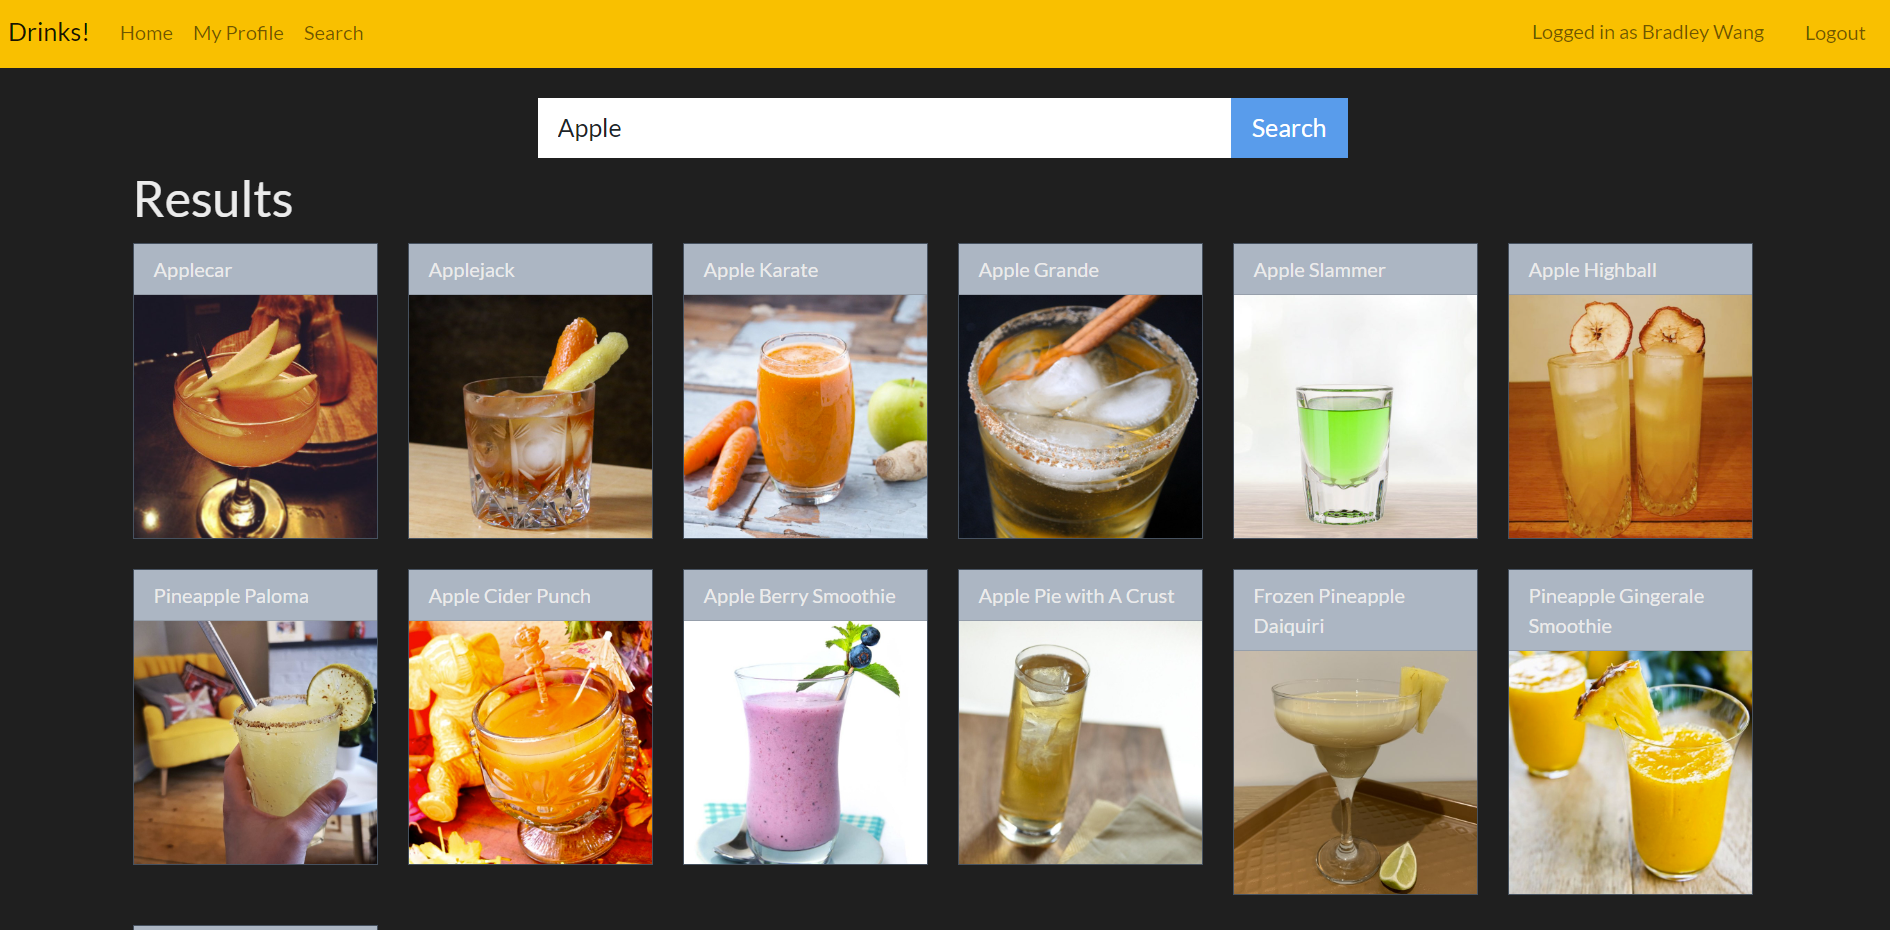 Drinks! Home My Profile Search Logged in as Bradley Wang Logout
Apple Search
Results
Applecar
Applejack
Apple Karate
Apple Grande
Apple Slammer
Apple Highball
Pineapple Paloma
Apple Cider Punch
Apple Berry Smoothie
Apple Pie with A Crust
Frozen Pineapple
Daiquiri
Pineapple Gingerale
Smoothie